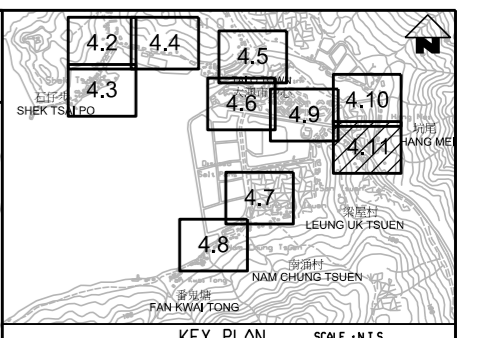 4.2
4.4
4.5
N
石仔埗
SHEK TSAI PO
4.3
4.6
4.9
4.10
坑尾
HANG MEI
4.11
4.7
梁屋村
LEUNG UK TSUEN
4.8
南涌村
NAM CHUNG TSUEN
番鬼塘
FAN KWAI TONG
KEY PLAN
SCALE : N.T.S